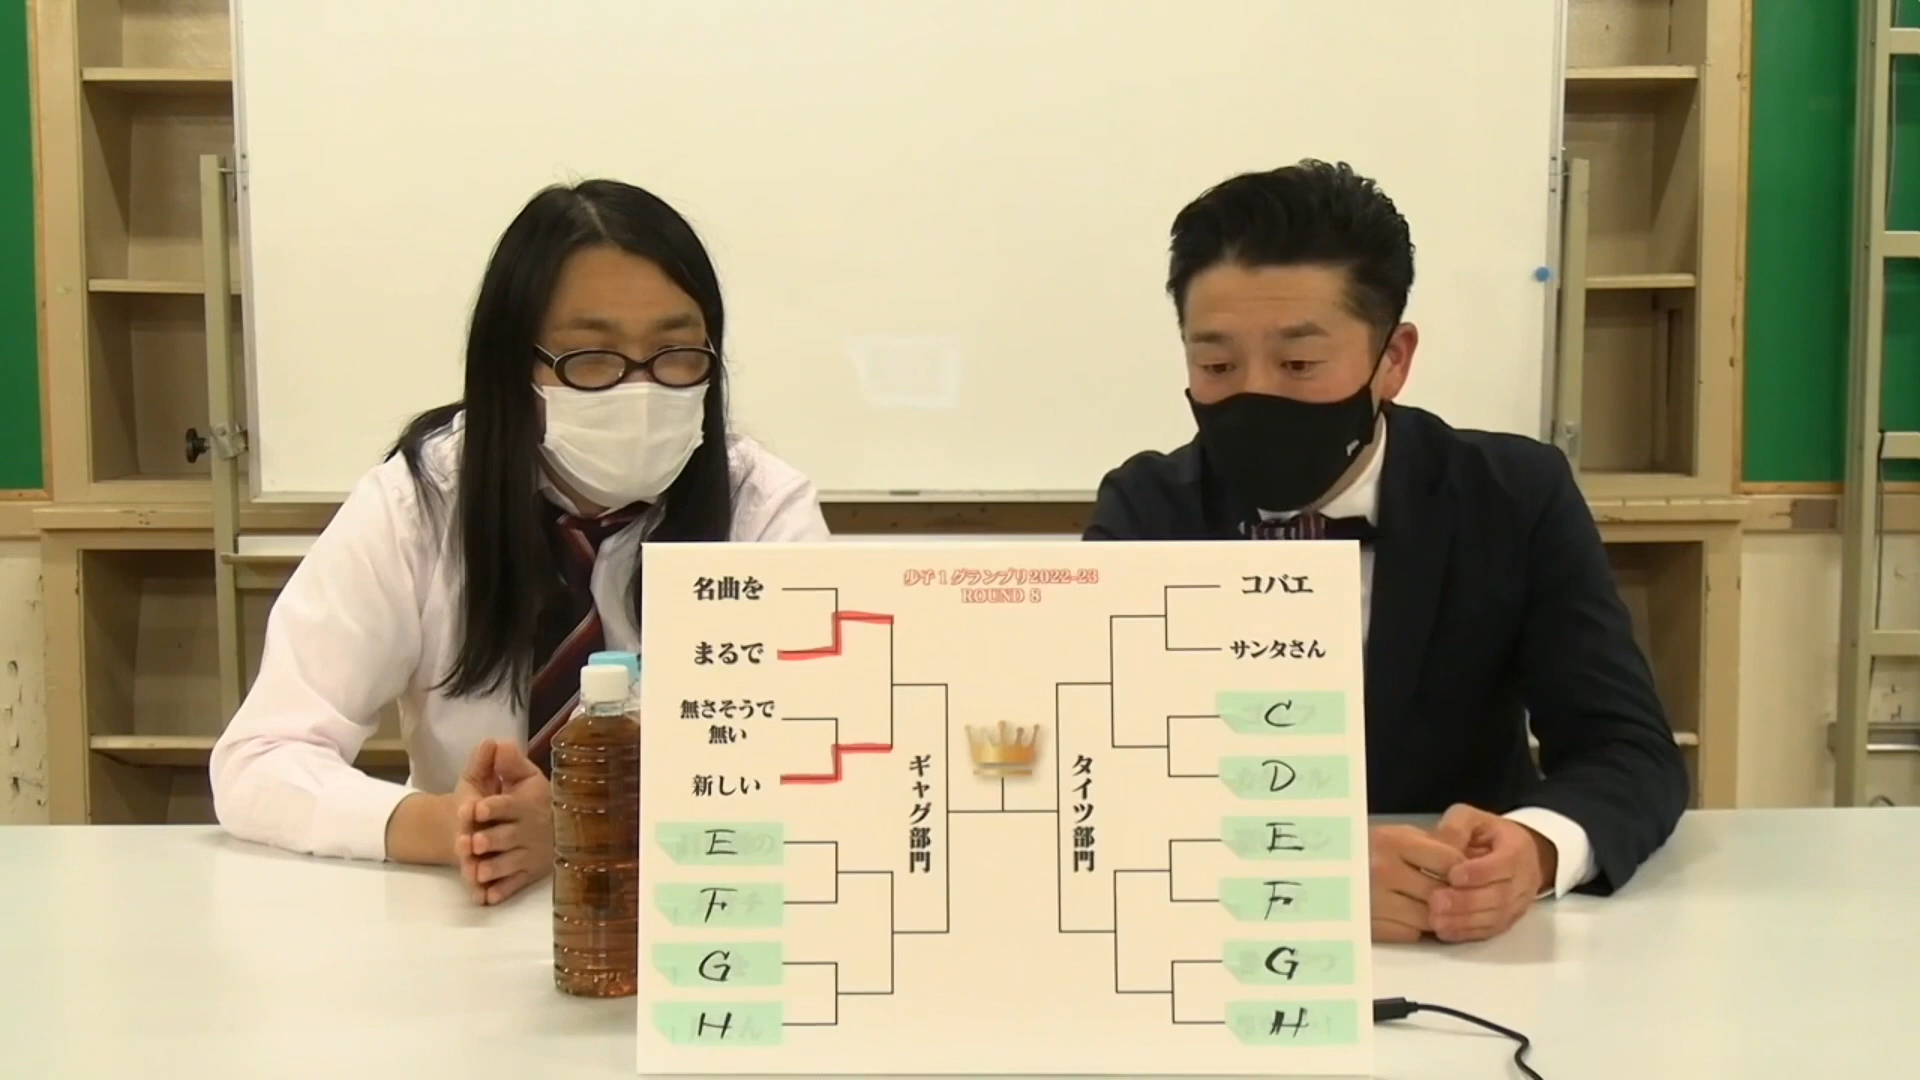 歩子1グランプリ2022-23
ROUND 8
名曲を
まるで
無さそうで
無い
新しい
E
F
G
H
ギャグ部門
タイツ部門
コバエ
サンタさん
C
D
E
F
G
H